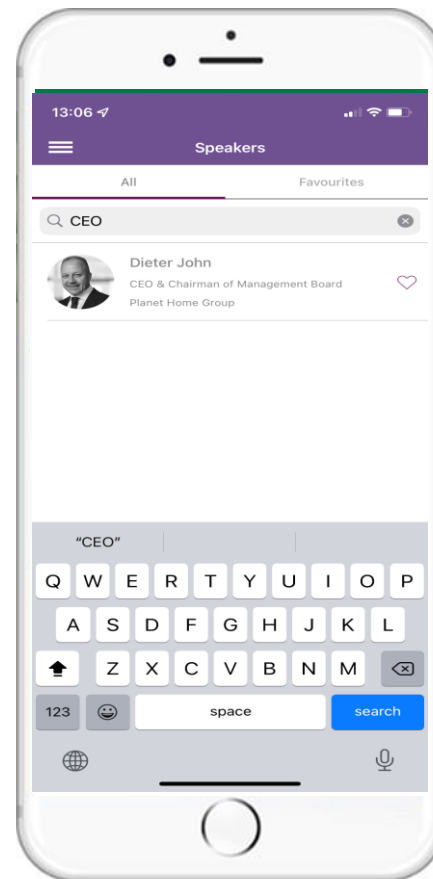 13:06
Speakers
All Favourites
CEO
Dieter John
CEO & Chairman of Management Board
Planet Home Group
“CEO”
Q W E R T Y U I O P
A S D F G H J K L
Z X C V B N M
123 space search